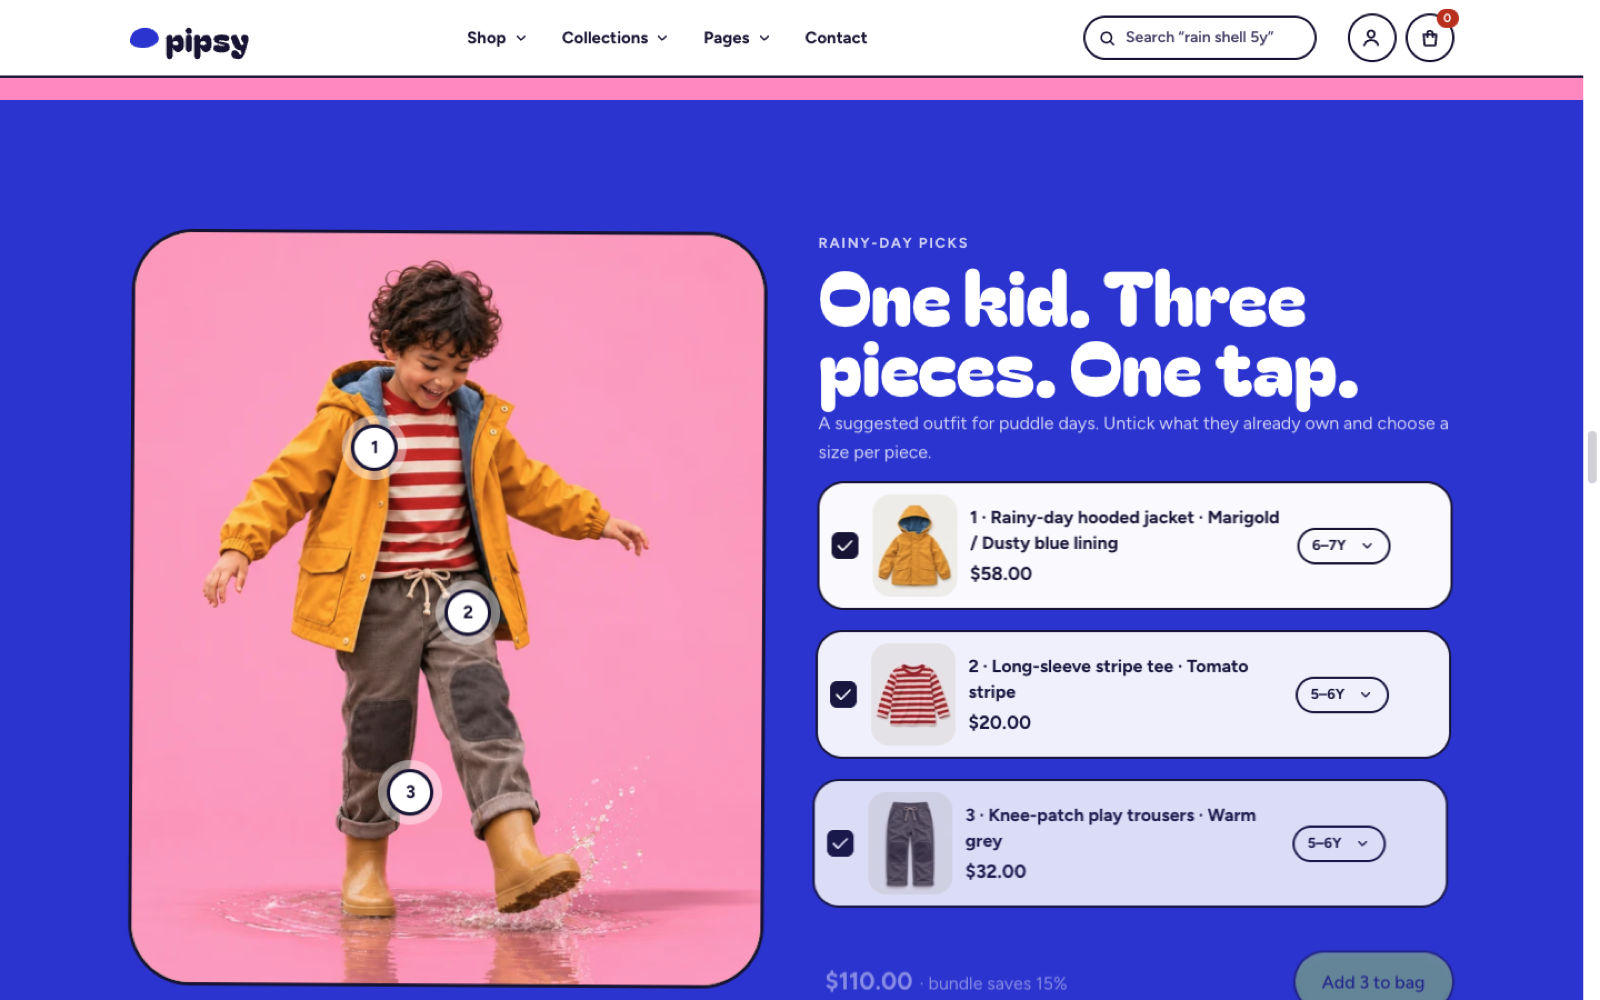 pipsy
Shop
Collections
Pages
Contact
Search “rain shell 5y”
0
RAINY-DAY PICKS
One kid. Three
pieces. One tap.
A suggested outfit for puddle days. Untick what they already own and choose a
size per piece.
1
2
3
1 · Rainy-day hooded jacket · Marigold
/ Dusty blue lining
$58.00
6–7Y
2 · Long-sleeve stripe tee · Tomato
stripe
$20.00
5–6Y
3 · Knee-patch play trousers · Warm
grey
$32.00
5–6Y
$110.00 · bundle saves 15%
Add 3 to bag